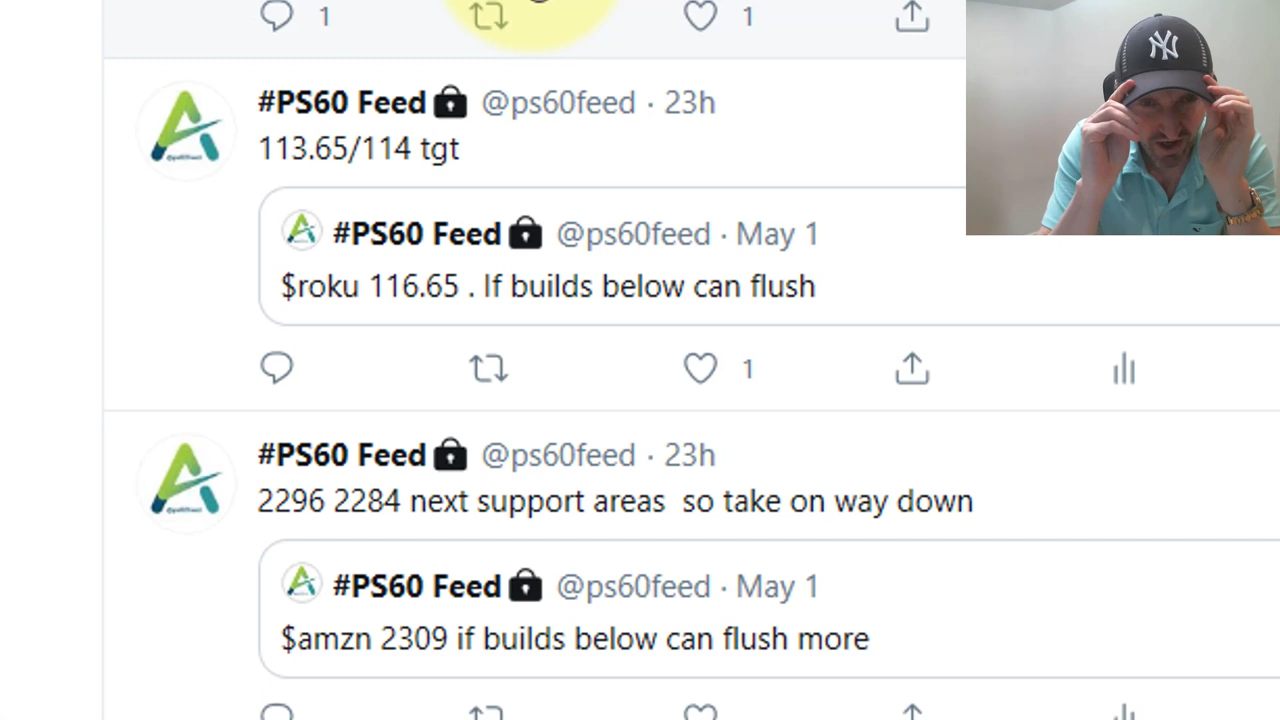 1 1
#PS60 Feed @ps60feed · 23h
113.65/114 tgt
#PS60 Feed @ps60feed · May 1
$roku 116.65 . If builds below can flush
1
#PS60 Feed @ps60feed · 23h
2296 2284 next support areas so take on way down
#PS60 Feed @ps60feed · May 1
$amzn 2309 if builds below can flush more
NY